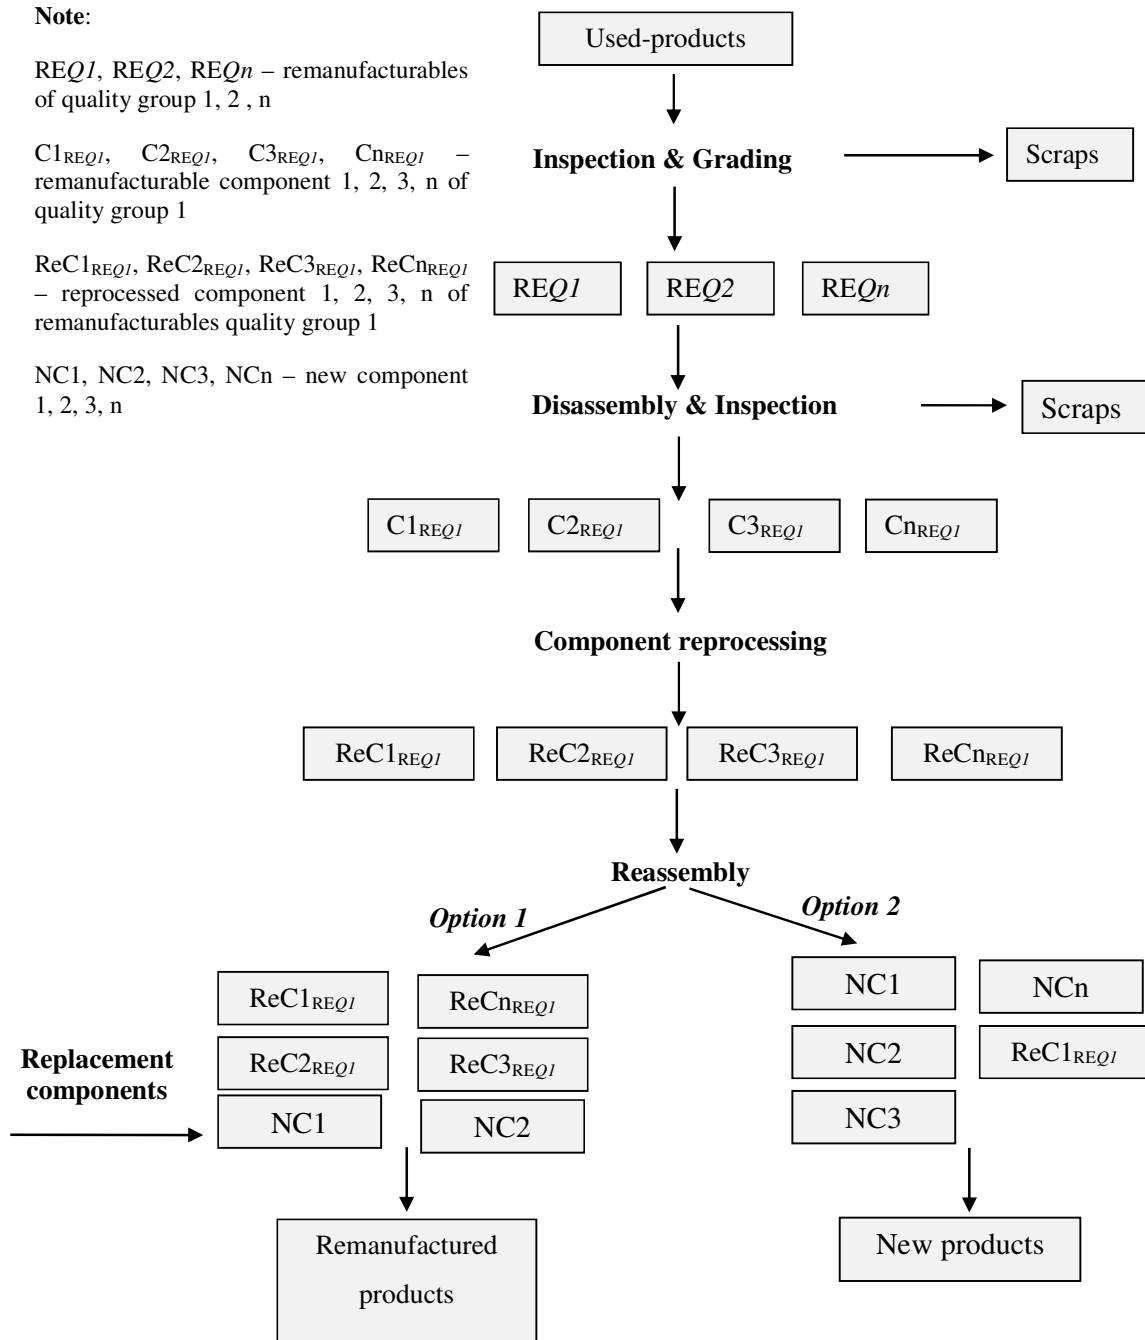 Note:
REQ1, REQ2, REQn – remanufacturables
of quality group 1, 2 , n
C1REQ1, C2REQ1, C3REQ1, CnREQ1 –
remanufacturable component 1, 2, 3, n of
quality group 1
ReC1REQ1, ReC2REQ1, ReC3REQ1, ReCnREQ1
– reprocessed component 1, 2, 3, n of
remanufacturables quality group 1
NC1, NC2, NC3, NCn – new component
1, 2, 3, n
Used-products
Inspection & Grading
Scraps
REQ1
REQ2
REQn
Disassembly & Inspection
Scraps
C1REQ1
C2REQ1
C3REQ1
CnREQ1
Component reprocessing
ReC1REQ1
ReC2REQ1
ReC3REQ1
ReCnREQ1
Reassembly
Option 1
Option 2
ReC1REQ1
ReCnREQ1
ReC2REQ1
ReC3REQ1
Replacement
components
NC1
NC2
NC1
NCn
NC2
ReC1REQ1
NC3
Remanufactured
products
New products